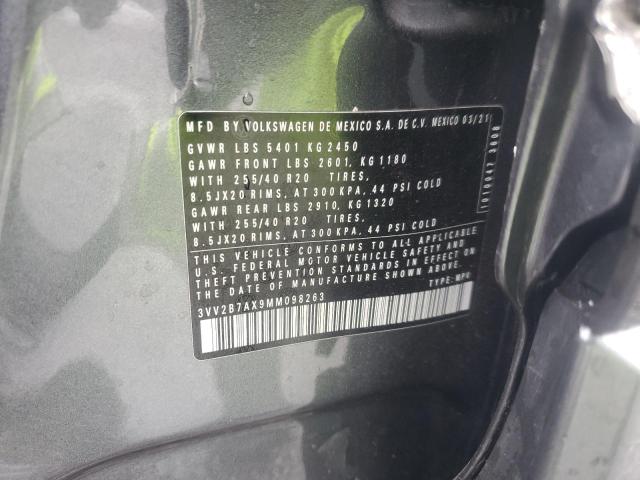 MFD BY VOLKSWAGEN DE MEXICO S.A. DE C.V. MEXICO 03/21
GVWR LBS 5401 KG 2450
GAWR FRONT LBS 2601, KG 1180
WITH 255/40 R20 TIRES,
8.5JX20 RIMS, AT 300 KPA, 44 PSI COLD
GAWR REAR LBS 2910, KG 1320
WITH 255/40 R20 TIRES,
8.5JX20 RIMS, AT 300 KPA, 44 PSI COLD
THIS VEHICLE CONFORMS TO ALL APPLICABLE
U.S. FEDERAL MOTOR VEHICLE SAFETY AND
THEFT PREVENTION STANDARDS IN EFFECT ON
THE DATE OF MANUFACTURE SHOWN ABOVE.
TYPE: MPV
3VV2B7AX9MM098263
1010042 3608